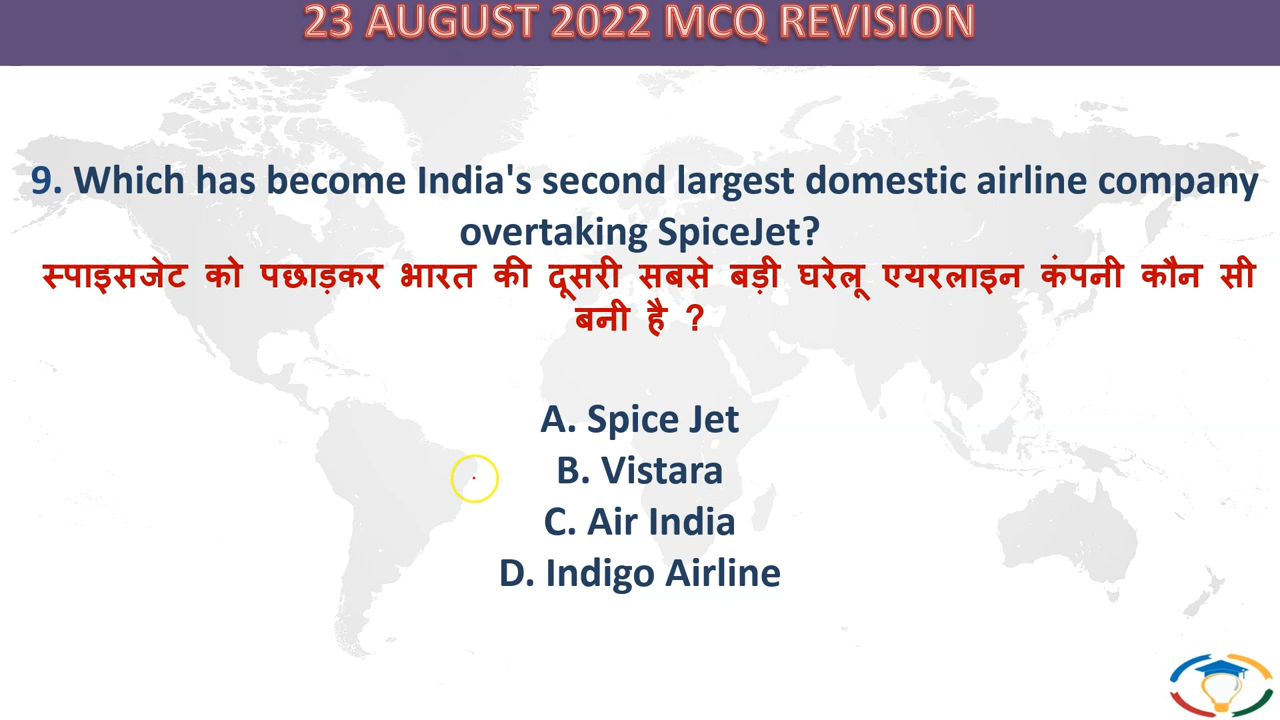 23 AUGUST 2022 MCQ REVISION
9. Which has become India's second largest domestic airline company
overtaking SpiceJet?
स्पाइसजेट को पछाड़कर भारत की दूसरी सबसे बड़ी घरेलू एयरलाइन कंपनी कौन सी
बनी है ?
A. Spice Jet
B. Vistara
C. Air India
D. Indigo Airline